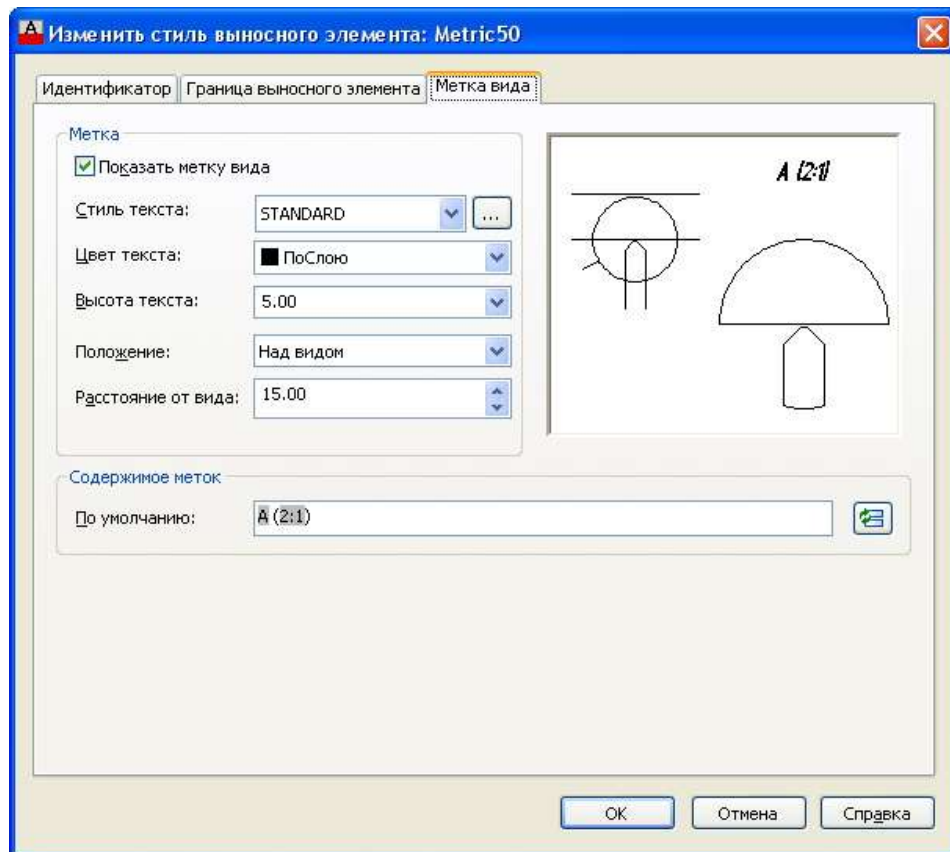 Изменить стиль выносного элемента: Metric50
Идентификатор Граница выносного элемента Метка вида
Метка
Показать метку вида
Стиль текста: STANDARD ...
Цвет текста: ПоСлою
Высота текста: 5.00
Положение: Над видом
Расстояние от вида: 15.00
A (2:1)
Содержимое меток
По умолчанию: A (2:1)
OK Отмена Справка